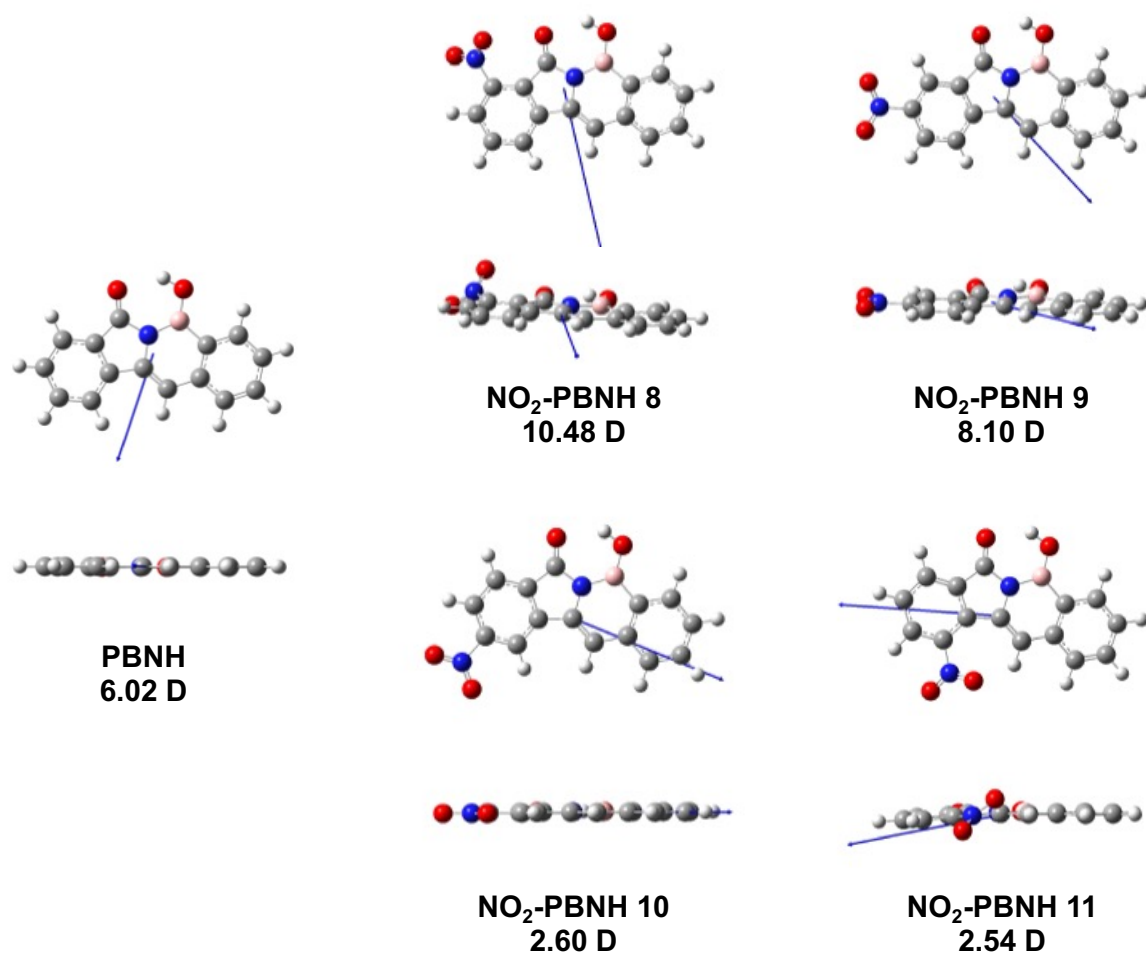 NO₂-PBNH 8
10.48 D
NO₂-PBNH 9
8.10 D
PBNH
6.02 D
NO₂-PBNH 10
2.60 D
NO₂-PBNH 11
2.54 D